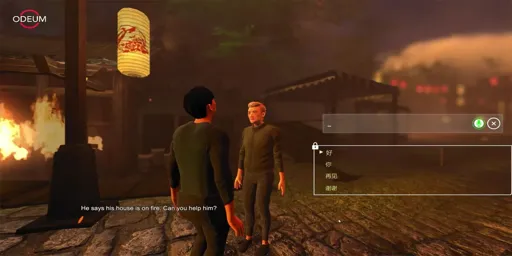 ODEUM
_
▶ 好
你
再见
谢谢
He says his house is on fire. Can you help him?